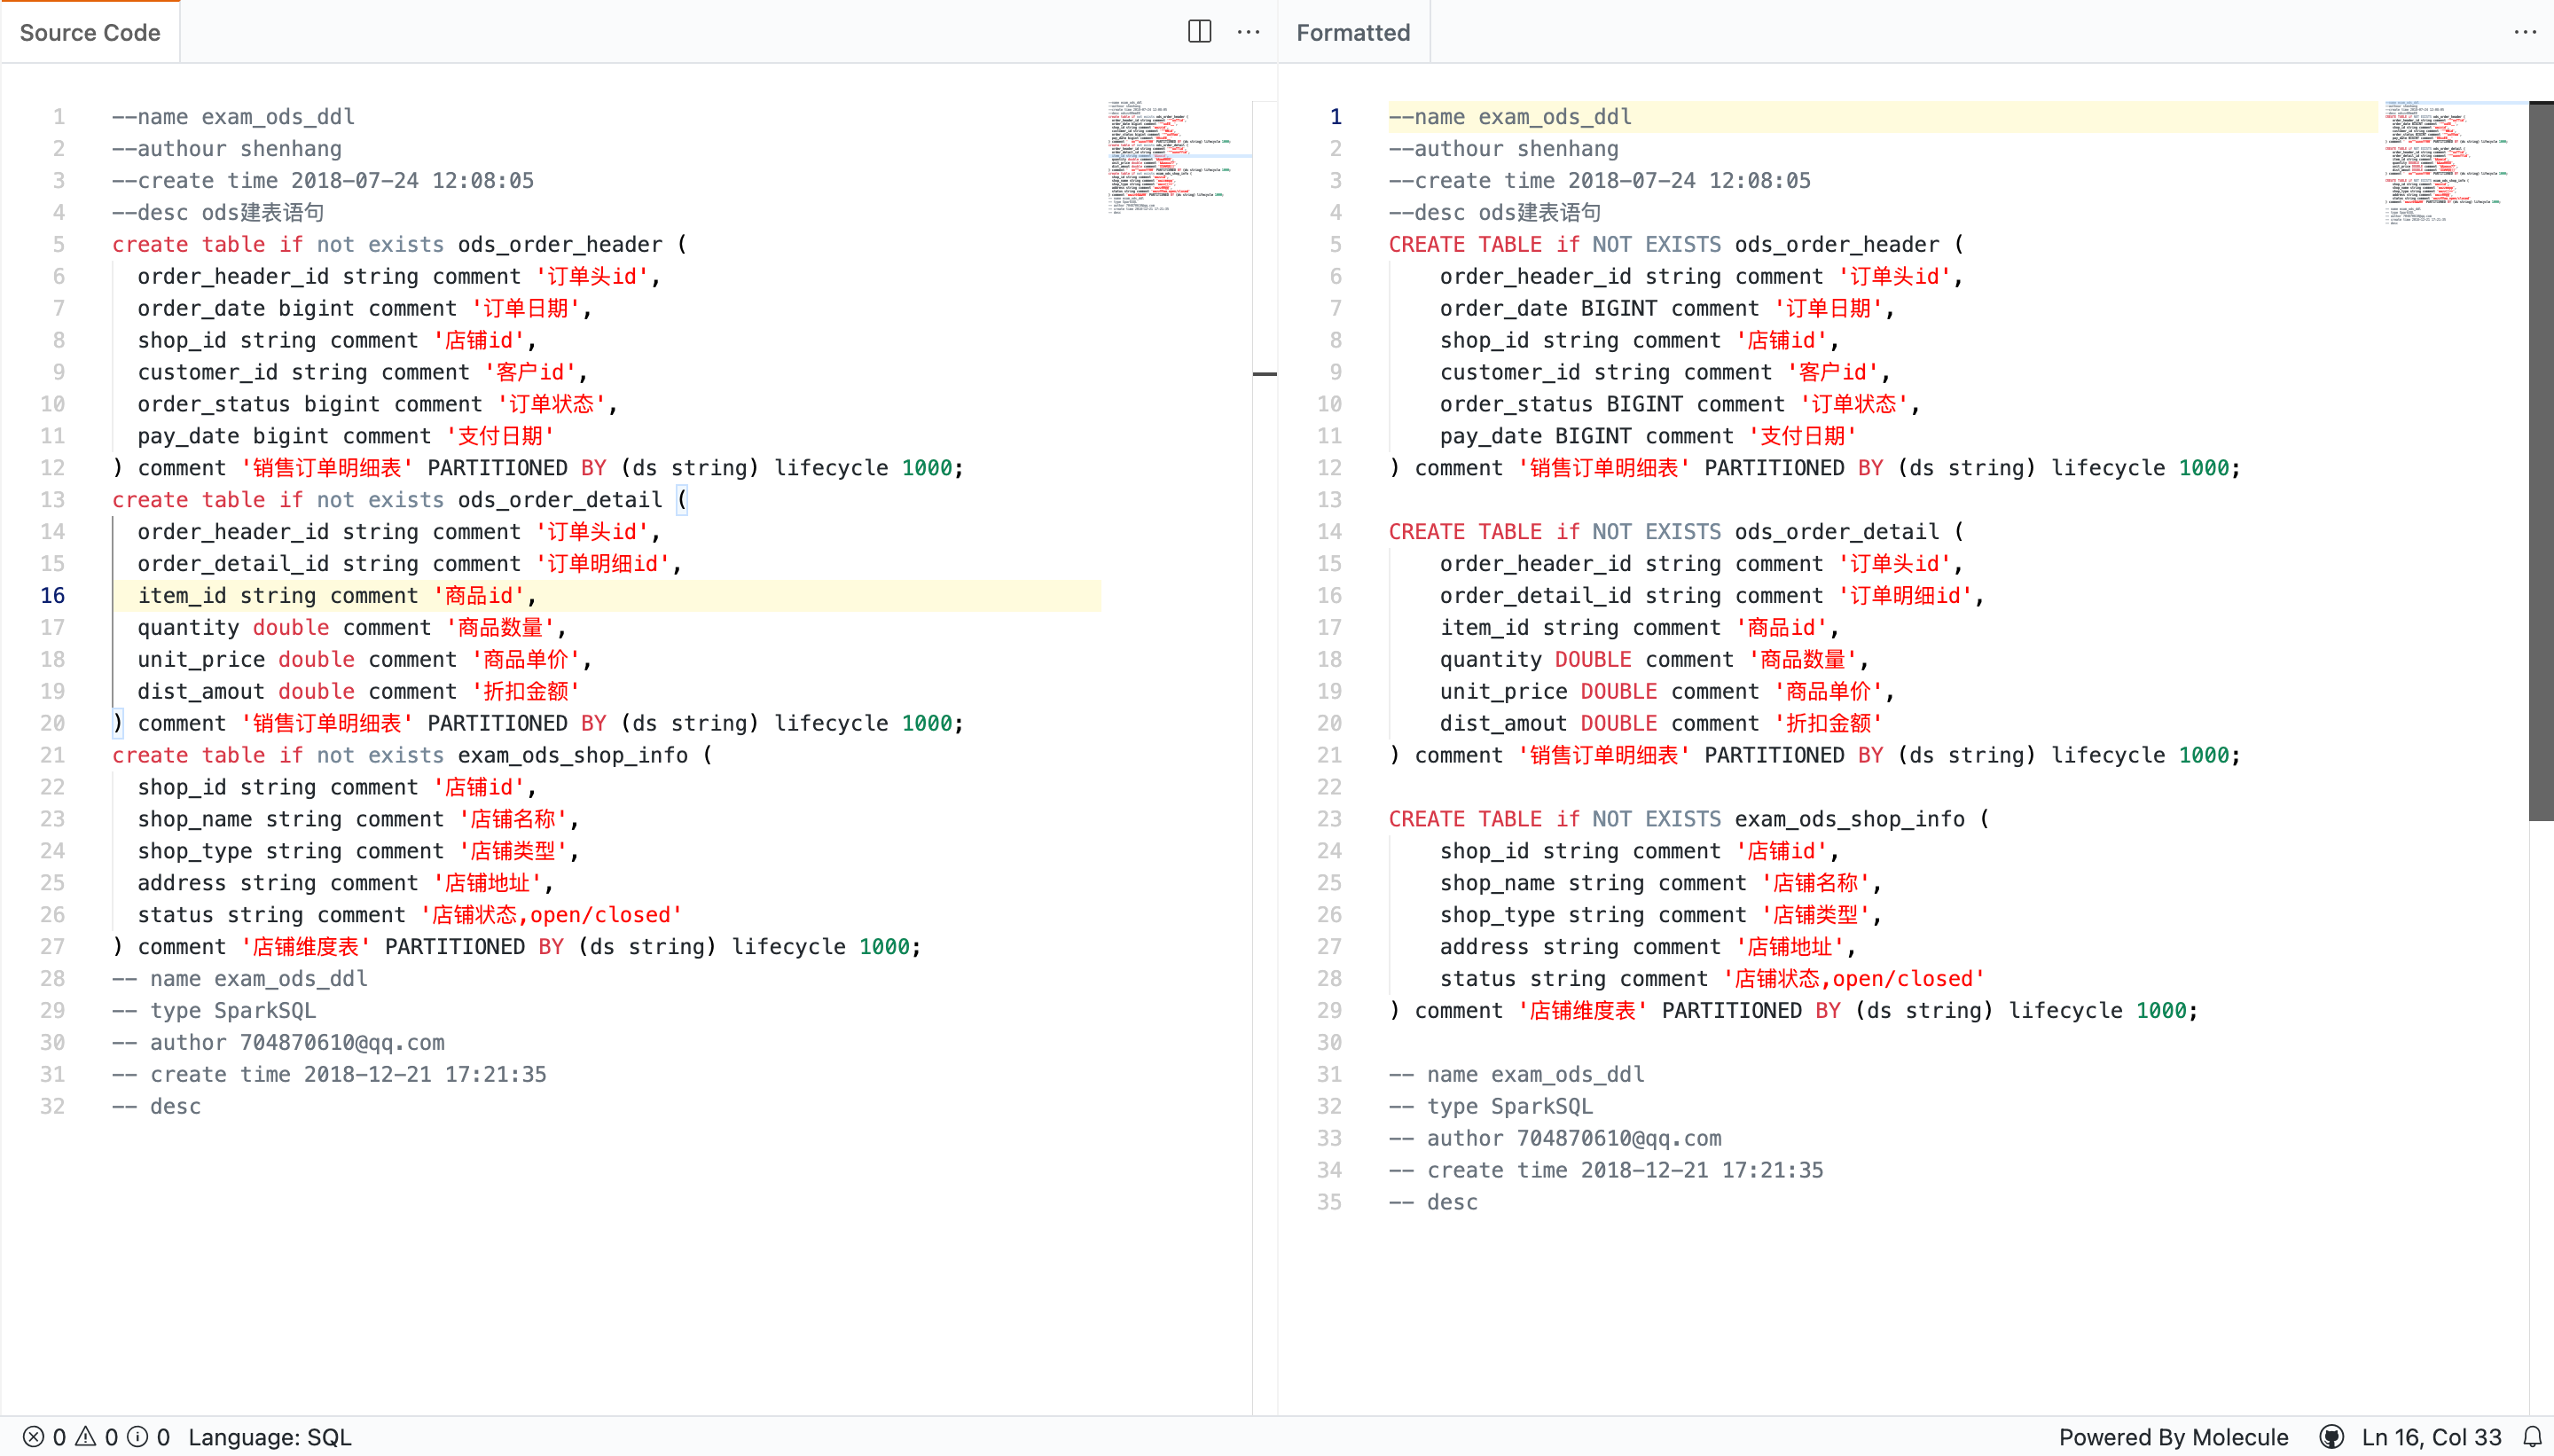 Source Code
1 --name exam_ods_ddl
2 --authour shenhang
3 --create time 2018-07-24 12:08:05
4 --desc ods建表语句
5 create table if not exists ods_order_header (
6 order_header_id string comment '订单头id',
7 order_date bigint comment '订单日期',
8 shop_id string comment '店铺id',
9 customer_id string comment '客户id',
10 order_status bigint comment '订单状态',
11 pay_date bigint comment '支付日期'
12 ) comment '销售订单明细表' PARTITIONED BY (ds string) lifecycle 1000;
13 create table if not exists ods_order_detail (
14 order_header_id string comment '订单头id',
15 order_detail_id string comment '订单明细id',
16 item_id string comment '商品id',
17 quantity double comment '商品数量',
18 unit_price double comment '商品单价',
19 dist_amout double comment '折扣金额'
20 ) comment '销售订单明细表' PARTITIONED BY (ds string) lifecycle 1000;
21 create table if not exists exam_ods_shop_info (
22 shop_id string comment '店铺id',
23 shop_name string comment '店铺名称',
24 shop_type string comment '店铺类型',
25 address string comment '店铺地址',
26 status string comment '店铺状态,open/closed'
27 ) comment '店铺维度表' PARTITIONED BY (ds string) lifecycle 1000;
28 -- name exam_ods_ddl
29 -- type SparkSQL
30 -- author 704870610@qq.com
31 -- create time 2018-12-21 17:21:35
32 -- desc
Formatted
1 --name exam_ods_ddl
2 --authour shenhang
3 --create time 2018-07-24 12:08:05
4 --desc ods建表语句
5 CREATE TABLE if NOT EXISTS ods_order_header (
6 order_header_id string comment '订单头id',
7 order_date BIGINT comment '订单日期',
8 shop_id string comment '店铺id',
9 customer_id string comment '客户id',
10 order_status BIGINT comment '订单状态',
11 pay_date BIGINT comment '支付日期'
12 ) comment '销售订单明细表' PARTITIONED BY (ds string) lifecycle 1000;
13
14 CREATE TABLE if NOT EXISTS ods_order_detail (
15 order_header_id string comment '订单头id',
16 order_detail_id string comment '订单明细id',
17 item_id string comment '商品id',
18 quantity DOUBLE comment '商品数量',
19 unit_price DOUBLE comment '商品单价',
20 dist_amout DOUBLE comment '折扣金额'
21 ) comment '销售订单明细表' PARTITIONED BY (ds string) lifecycle 1000;
22
23 CREATE TABLE if NOT EXISTS exam_ods_shop_info (
24 shop_id string comment '店铺id',
25 shop_name string comment '店铺名称',
26 shop_type string comment '店铺类型',
27 address string comment '店铺地址',
28 status string comment '店铺状态,open/closed'
29 ) comment '店铺维度表' PARTITIONED BY (ds string) lifecycle 1000;
30
31 -- name exam_ods_ddl
32 -- type SparkSQL
33 -- author 704870610@qq.com
34 -- create time 2018-12-21 17:21:35
35 -- desc
0 0 0 Language: SQL
Powered By Molecule Ln 16, Col 33